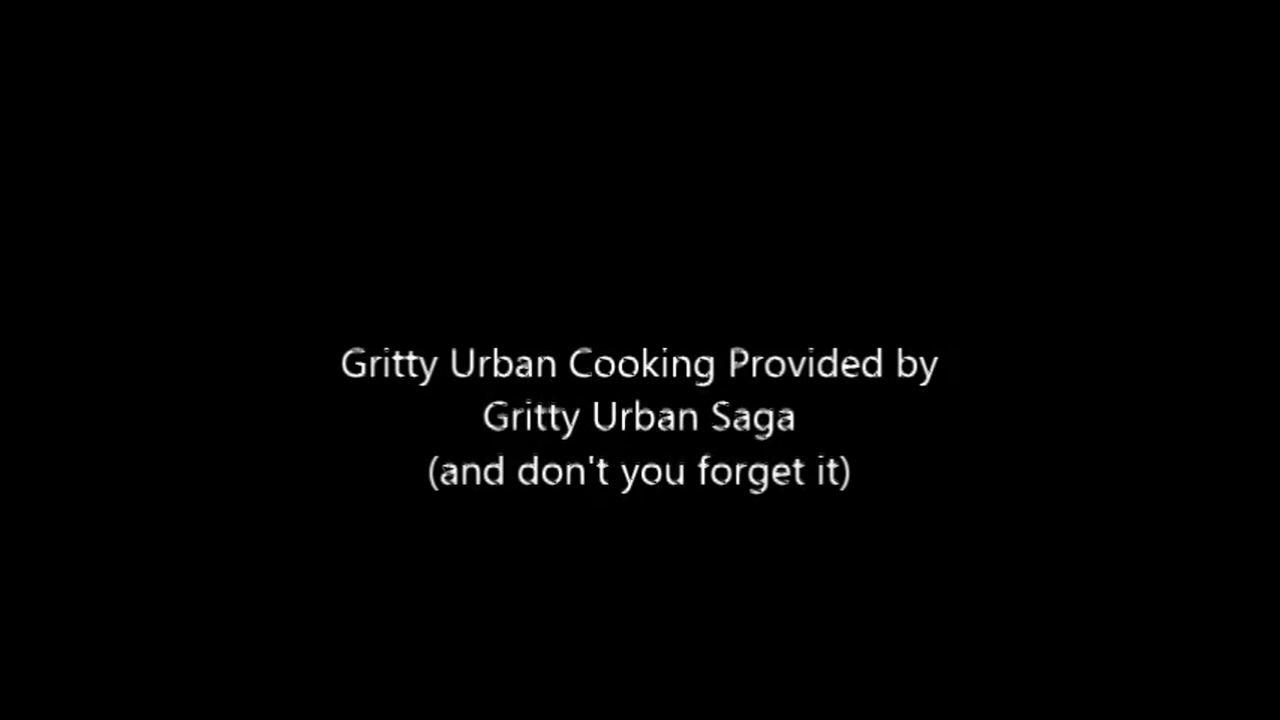 Gritty Urban Cooking Provided by
Gritty Urban Saga
(and don't you forget it)